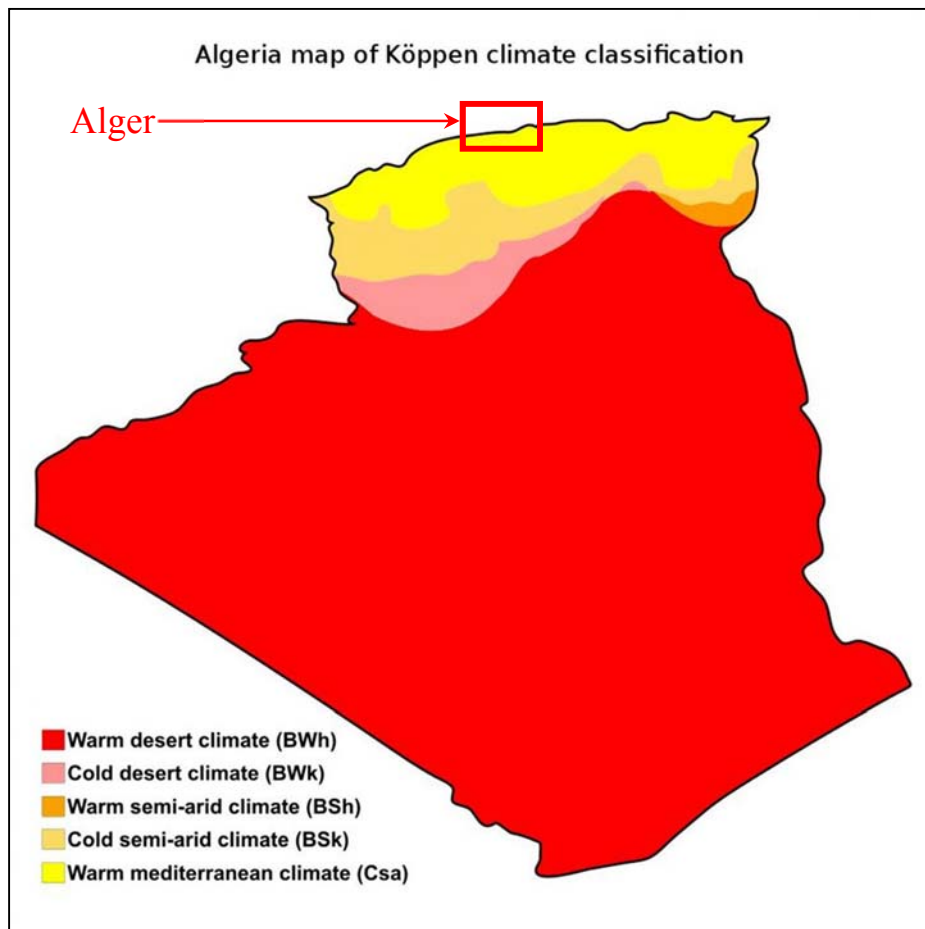 Algeria map of Köppen climate classification
Alger
Warm desert climate (BWh)
Cold desert climate (BWk)
Warm semi-arid climate (BSh)
Cold semi-arid climate (BSk)
Warm mediterranean climate (Csa)